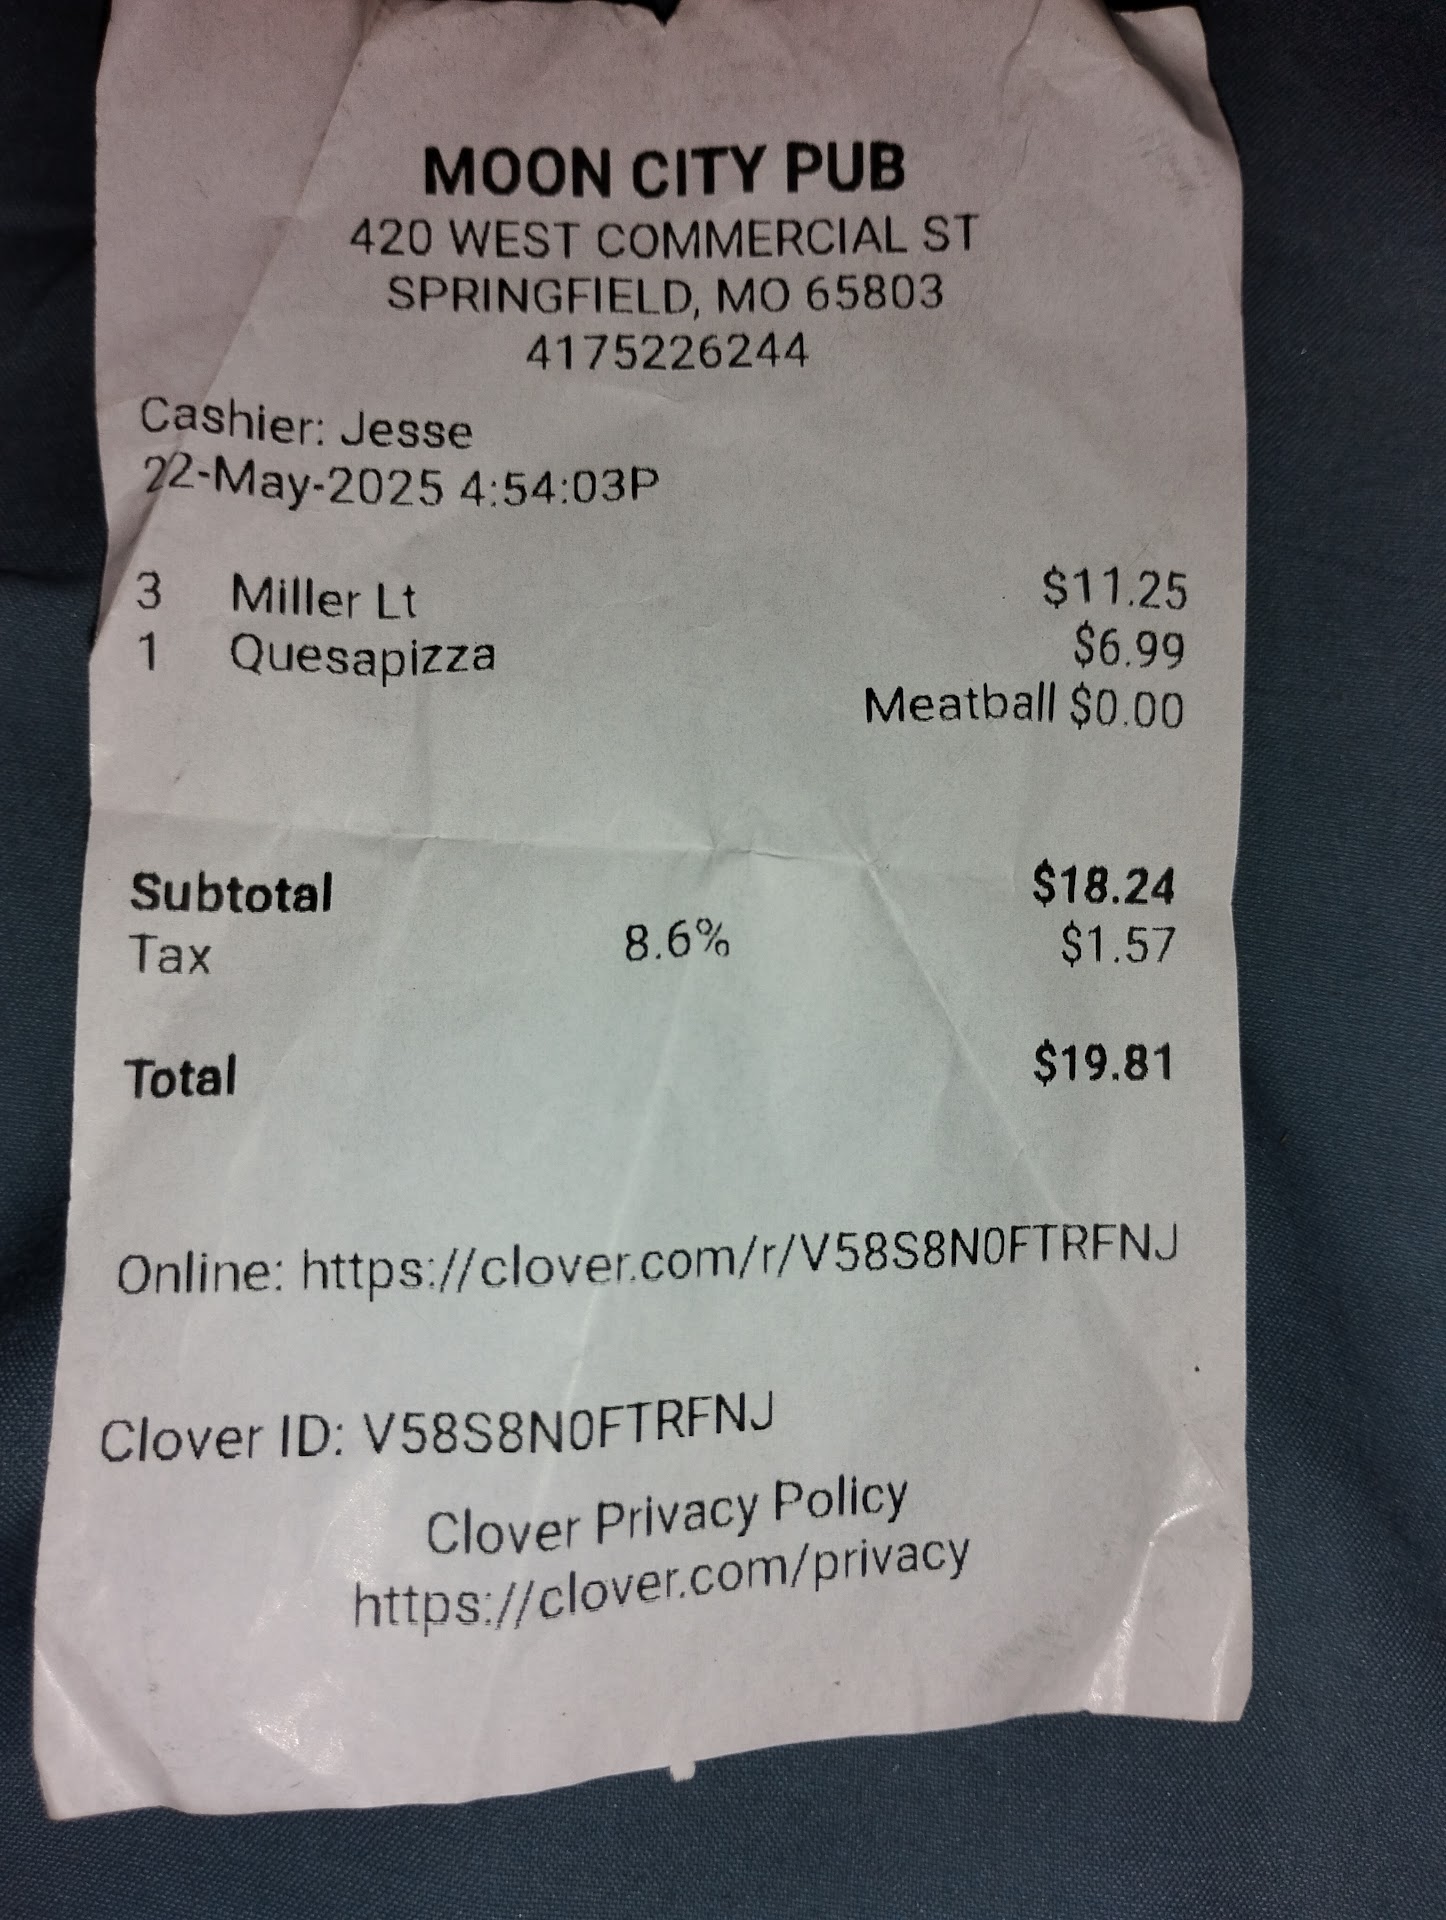 MOON CITY PUB
420 WEST COMMERCIAL ST
SPRINGFIELD, MO 65803
4175226244
Cashier: Jesse
22-May-2025 4:54:03P
3 Miller Lt $11.25
1 Quesapizza $6.99
Meatball $0.00
Subtotal $18.24
Tax 8.6% $1.57
Total $19.81
Online: https://clover.com/r/V58S8N0FTRFNJ
Clover ID: V58S8N0FTRFNJ
Clover Privacy Policy
https://clover.com/privacy